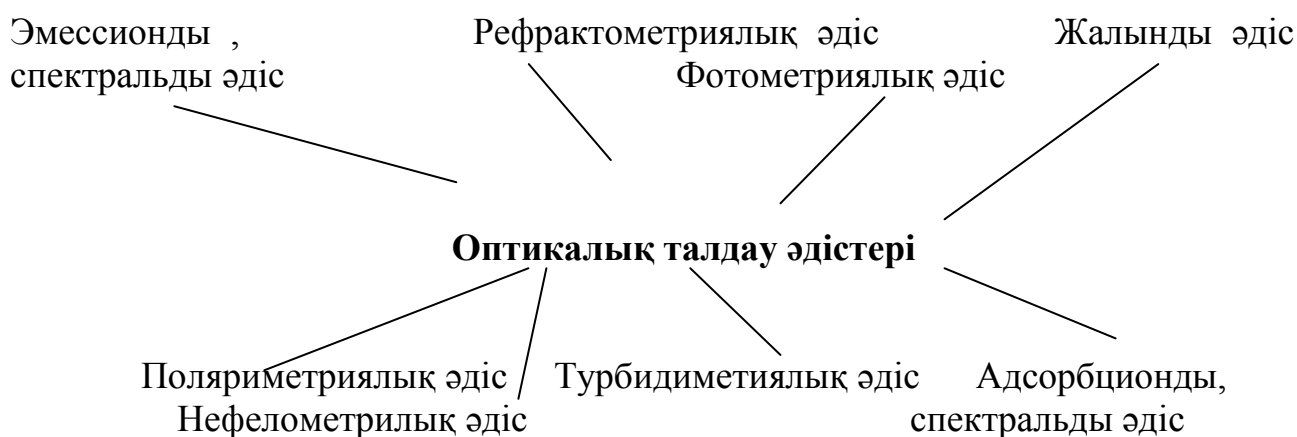 Эмессионды , Рефрактометриялық әдіс Жалынды әдіс
спектральды әдіс Фотометриялық әдіс
Оптикалық талдау әдістері
Поляриметриялық әдіс Турбидиметиялық әдіс Адсорбционды,
Нефелометрилық әдіс спектральды әдіс